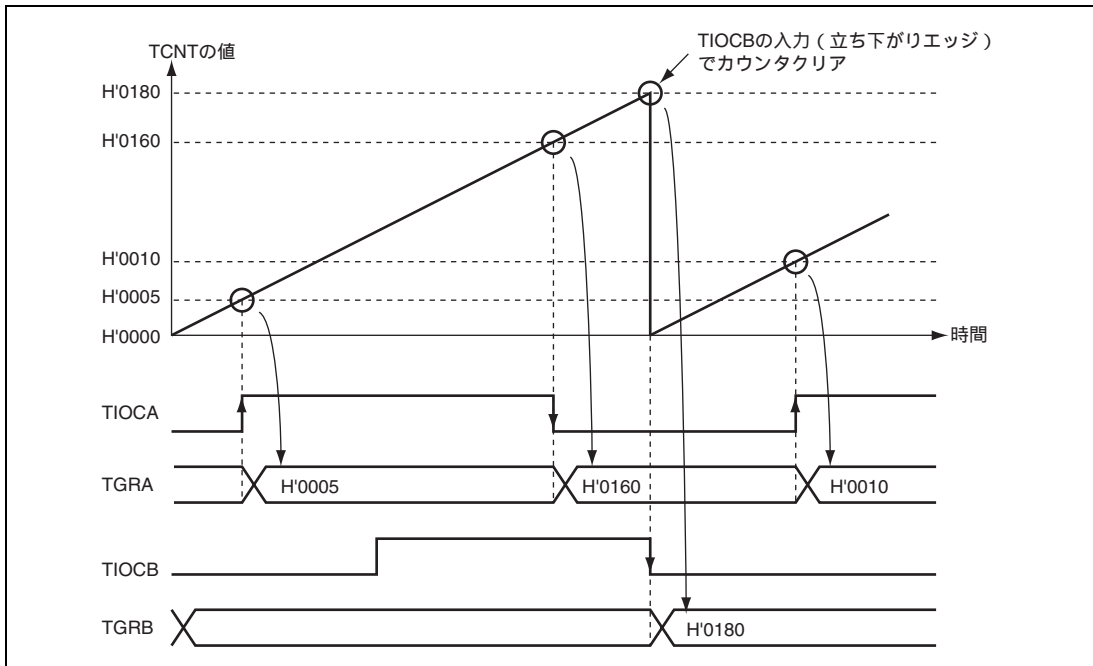 TIOCBの入力（立ち下がりエッジ）
でカウンタクリア
TCNTの値
H'0180
H'0160
H'0010
H'0005
H'0000
時間
TIOCA
TGRA
H'0005
H'0160
H'0010
TIOCB
TGRB
H'0180